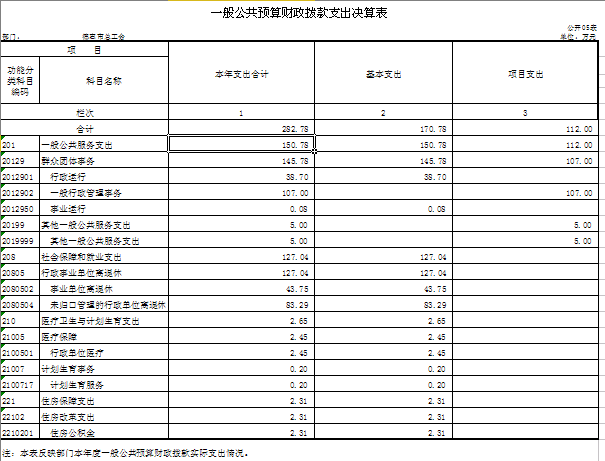 一般公共预算财政拨款支出决算表
公开05表
部门： 市总工会 单位：万元
项 目 本年支出合计 基本支出 项目支出
功能分类科目编码 科目名称
栏次 1 2 3
合计 282.78 170.78 112.00
201 一般公共服务支出 150.78 150.78 112.00
20129 群众团体事务 145.78 145.78 107.00
2012901 行政运行 38.70 38.70
2012902 一般行政管理事务 107.00 107.00
2012950 事业运行 0.08 0.08
20199 其他一般公共服务支出 5.00 5.00
2019999 其他一般公共服务支出 5.00 5.00
208 社会保障和就业支出 127.04 127.04
20805 行政事业单位离退休 127.04 127.04
2080502 事业单位离退休 43.75 43.75
2080504 未归口管理的行政单位离退休 83.29 83.29
210 医疗卫生与计划生育支出 2.65 2.65
21005 医疗保障 2.45 2.45
2100501 行政单位医疗 2.45 2.45
21007 计划生育事务 0.20 0.20
2100717 计划生育服务 0.20 0.20
221 住房保障支出 2.31 2.31
22102 住房改革支出 2.31 2.31
2210201 住房公积金 2.31 2.31
注：本表反映部门本年度一般公共预算财政拨款实际支出情况。